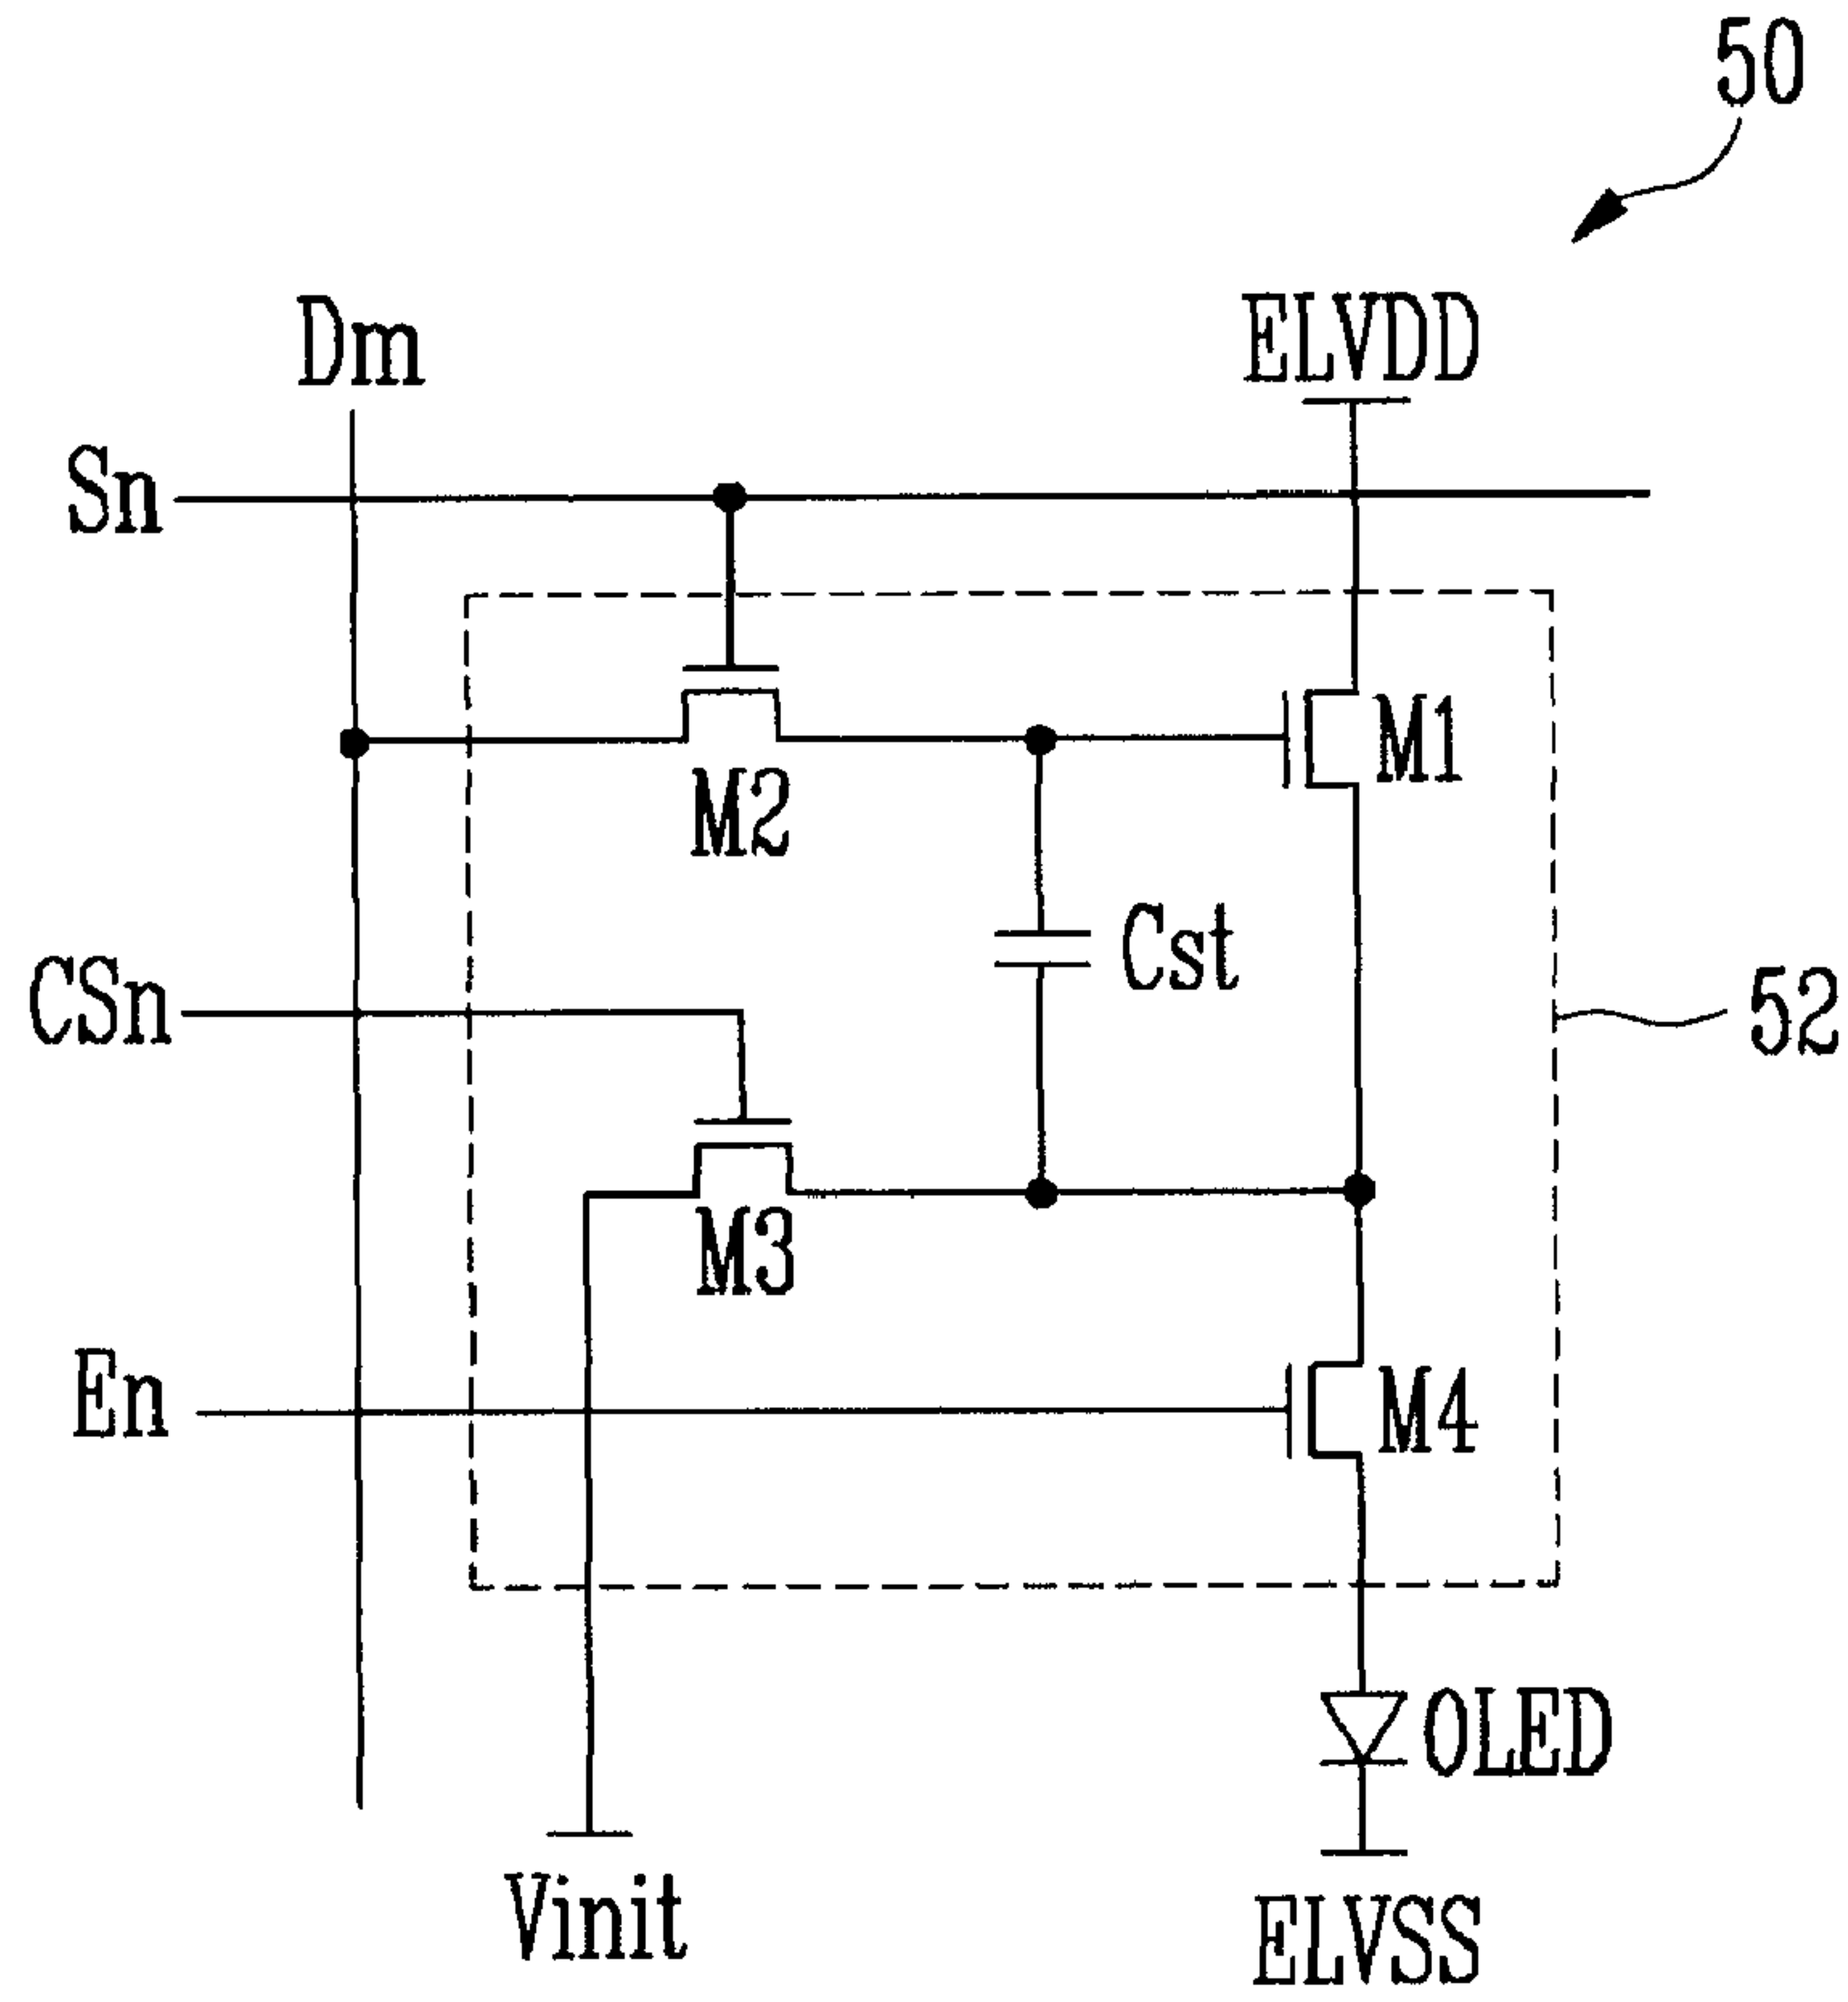 50
Dm
ELVDD
Sn
M1
M2
Cst
CSn
52
M3
En
M4
OLED
Vinit
ELVSS